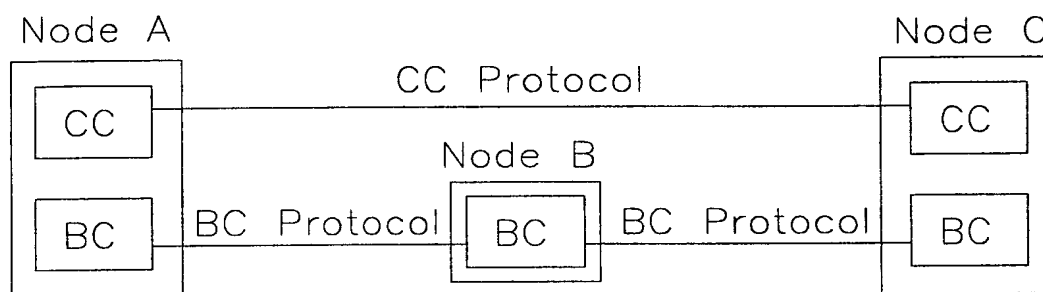 Node A
Node C
CC Protocol
CC
CC
Node B
BC Protocol
BC
BC Protocol
BC
BC